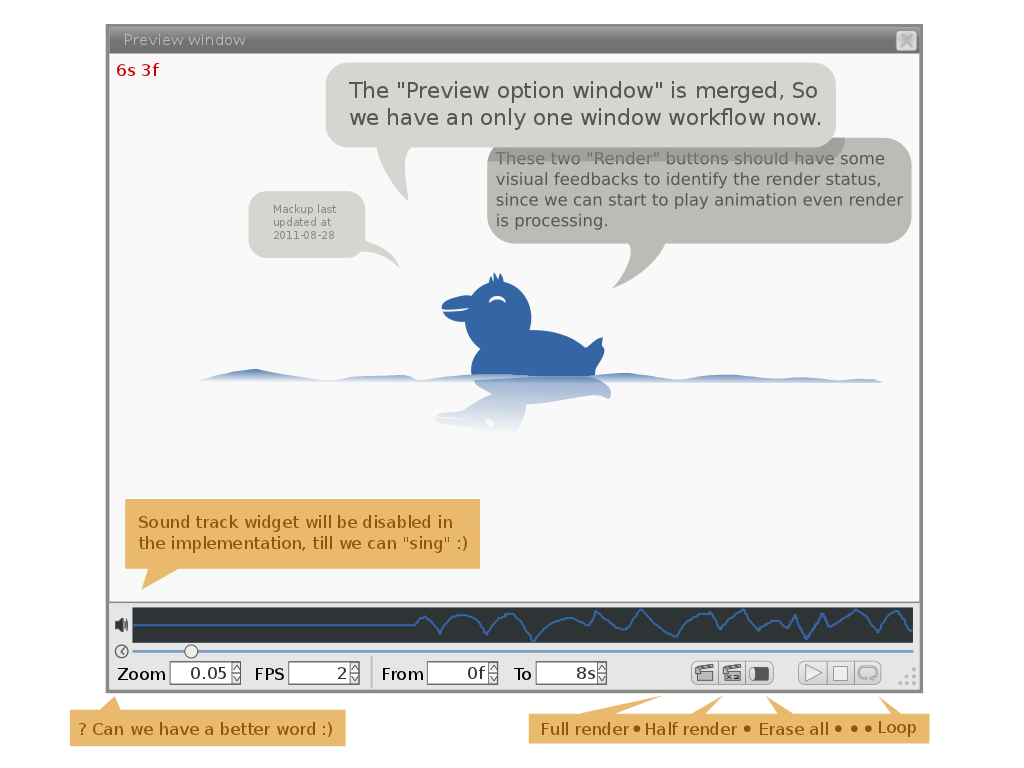 Preview window
6s 3f
The "Preview option window" is merged, So
we have an only one window workflow now.
These two "Render" buttons should have some
visiual feedbacks to identify the render status,
since we can start to play animation even render
is processing.
Mackup last
updated at
2011-08-28
Sound track widget will be disabled in
the implementation, till we can "sing" :)
Zoom 0.05 FPS 2 From 0f To 8s
? Can we have a better word :)
Full render • Half render • Erase all • • • Loop